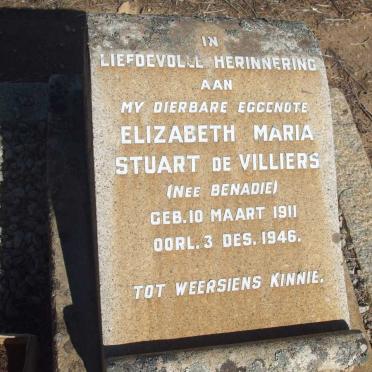 IN
LIEFDEVOLLE HERINNERING
AAN
MY DIERBARE EGGENOTE
ELIZABETH MARIA
STUART DE VILLIERS
(NEE BENADIE)
GEB. 10 MAART 1911
OORL. 3 DES. 1946.
TOT WEERSIENS KINNIE.